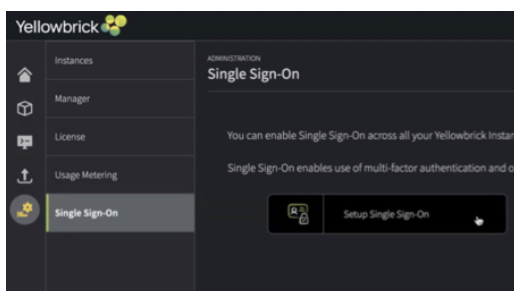 Yellowbrick
Instances
Manager
License
Usage Metering
Single Sign-On
ADMINISTRATION
Single Sign-On
You can enable Single Sign-On across all your Yellowbrick Instan
Single Sign-On enables use of multi-factor authentication and o
Setup Single Sign-On